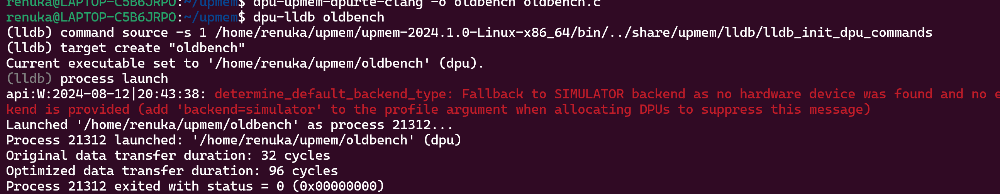 renuka@LAPTOP-C5B6JRPO:~/upmem$ dpu-upmem-dpurte-clang -o oldbench oldbench.c
renuka@LAPTOP-C5B6JRPO:~/upmem$ dpu-lldb oldbench
(lldb) command source -s 1 /home/renuka/upmem/upmem-2024.1.0-Linux-x86_64/bin/../share/upmem/lldb/lldb_init_dpu_commands
(lldb) target create "oldbench"
Current executable set to '/home/renuka/upmem/oldbench' (dpu).
(lldb) process launch
api:W:2024-08-12|20:43:38: determine_default_backend_type: Fallback to SIMULATOR backend as no hardware device was found and no e
kend is provided (add 'backend=simulator' to the profile argument when allocating DPUs to suppress this message)
Launched '/home/renuka/upmem/oldbench' as process 21312...
Process 21312 launched: '/home/renuka/upmem/oldbench' (dpu)
Original data transfer duration: 32 cycles
Optimized data transfer duration: 96 cycles
Process 21312 exited with status = 0 (0x00000000)